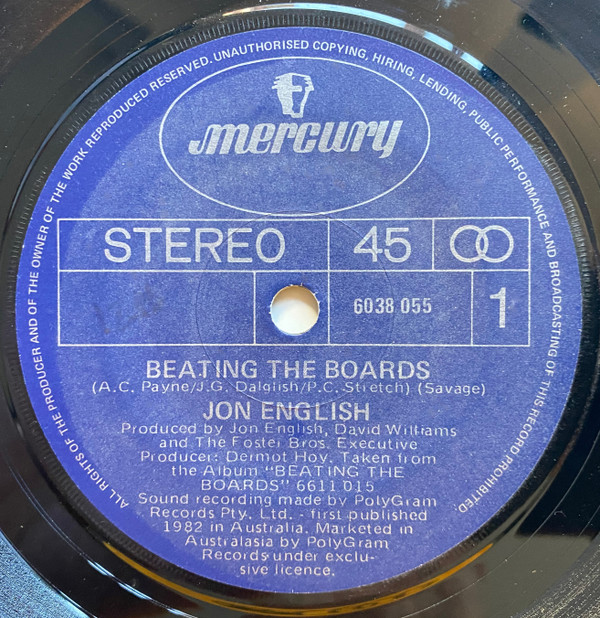 ALL RIGHTS OF THE PRODUCER AND OF THE OWNER OF THE WORK REPRODUCED RESERVED. UNAUTHORISED COPYING, HIRING, LENDING, PUBLIC PERFORMANCE AND BROADCASTING OF THIS RECORD PROHIBITED.
mercury
STEREO 45
6038 055 1
BEATING THE BOARDS
(A.C. Payne/J.G. Dalglish/P.C. Stretch) (Savage)
JON ENGLISH
Produced by Jon English, David Williams
and The Foster Bros. Executive
Producer: Dermot Hoy. Taken from
the Album "BEATING THE
BOARDS" 6611 015
Sound recording made by PolyGram
Records Pty. Ltd. - first published
1982 in Australia. Marketed in
Australasia by PolyGram
Records under exclu-
sive licence.